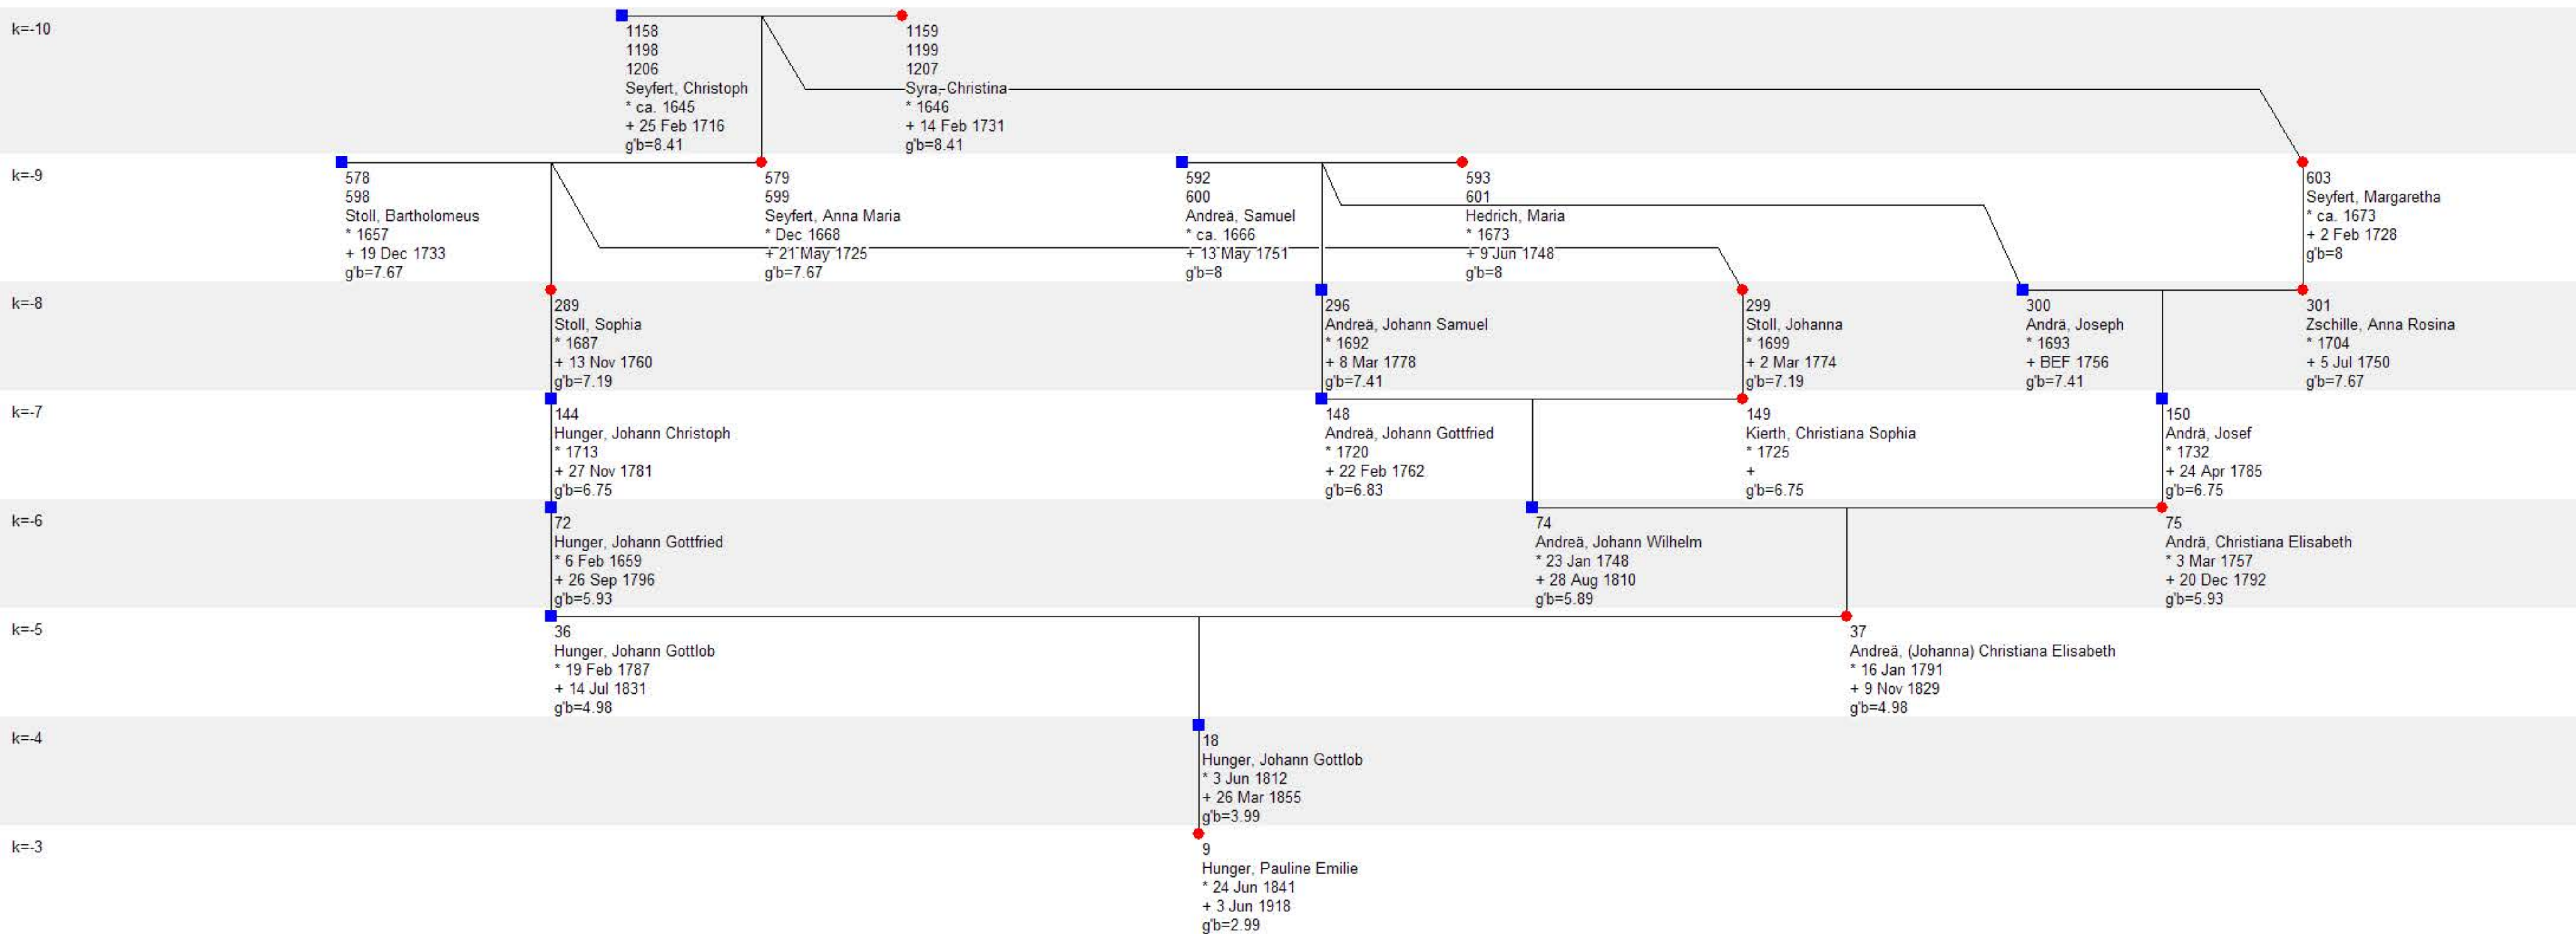 k=-10
1158
1198
1206
Seyfert, Christoph
* ca. 1645
+ 25 Feb 1716
g'b=8.41
1159
1199
1207
Syra, Christina
* 1646
+ 14 Feb 1731
g'b=8.41
k=-9
578
598
Stoll, Bartholomeus
* 1657
+ 19 Dec 1733
g'b=7.67
579
599
Seyfert, Anna Maria
* Dec 1668
+ 21 May 1725
g'b=7.67
592
600
Andreä, Samuel
* ca. 1666
+ 13 May 1751
g'b=8
593
601
Hedrich, Maria
* 1673
+ 9 Jun 1748
g'b=8
603
Seyfert, Margaretha
* ca. 1673
+ 2 Feb 1728
g'b=8
k=-8
289
Stoll, Sophia
* 1687
+ 13 Nov 1760
g'b=7.19
296
Andreä, Johann Samuel
* 1692
+ 8 Mar 1778
g'b=7.41
299
Stoll, Johanna
* 1699
+ 2 Mar 1774
g'b=7.19
300
Andrä, Joseph
* 1693
+ BEF 1756
g'b=7.41
301
Zschille, Anna Rosina
* 1704
+ 5 Jul 1750
g'b=7.67
k=-7
144
Hunger, Johann Christoph
* 1713
+ 27 Nov 1781
g'b=6.75
148
Andreä, Johann Gottfried
* 1720
+ 22 Feb 1762
g'b=6.83
149
Kierth, Christiana Sophia
* 1725
+
g'b=6.75
150
Andrä, Josef
* 1732
+ 24 Apr 1785
g'b=6.75
k=-6
72
Hunger, Johann Gottfried
* 6 Feb 1659
+ 26 Sep 1796
g'b=5.93
74
Andreä, Johann Wilhelm
* 23 Jan 1748
+ 28 Aug 1810
g'b=5.89
75
Andrä, Christiana Elisabeth
* 3 Mar 1757
+ 20 Dec 1792
g'b=5.93
k=-5
36
Hunger, Johann Gottlob
* 19 Feb 1787
+ 14 Jul 1831
g'b=4.98
37
Andreä, (Johanna) Christiana Elisabeth
* 16 Jan 1791
+ 9 Nov 1829
g'b=4.98
k=-4
18
Hunger, Johann Gottlob
* 3 Jun 1812
+ 26 Mar 1855
g'b=3.99
k=-3
9
Hunger, Pauline Emilie
* 24 Jun 1841
+ 3 Jun 1918
g'b=2.99